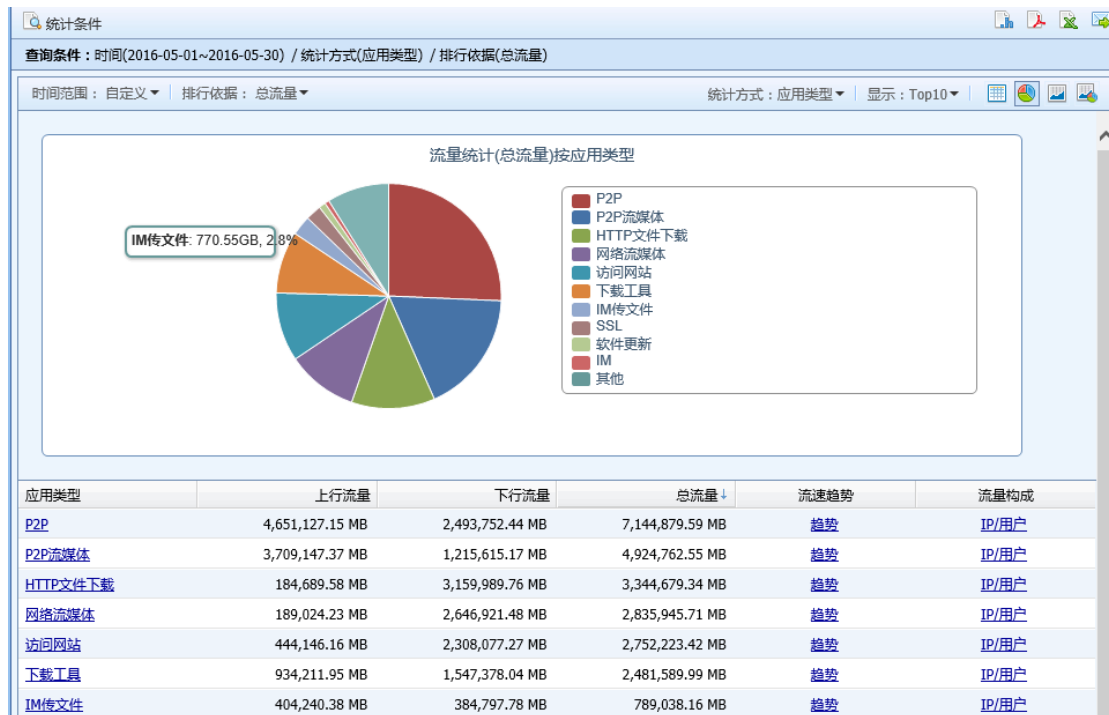 统计条件
查询条件：时间(2016-05-01~2016-05-30) / 统计方式(应用类型) / 排行依据(总流量)
时间范围： 自定义 排行依据： 总流量 统计方式：应用类型 显示：Top10
流量统计(总流量)按应用类型
IM传文件: 770.55GB, 2.8%
P2P
P2P流媒体
HTTP文件下载
网络流媒体
访问网站
下载工具
IM传文件
SSL
软件更新
IM
其他
应用类型 上行流量 下行流量 总流量↓ 流速趋势 流量构成
P2P 4,651,127.15 MB 2,493,752.44 MB 7,144,879.59 MB 趋势 IP/用户
P2P流媒体 3,709,147.37 MB 1,215,615.17 MB 4,924,762.55 MB 趋势 IP/用户
HTTP文件下载 184,689.58 MB 3,159,989.76 MB 3,344,679.34 MB 趋势 IP/用户
网络流媒体 189,024.23 MB 2,646,921.48 MB 2,835,945.71 MB 趋势 IP/用户
访问网站 444,146.16 MB 2,308,077.27 MB 2,752,223.42 MB 趋势 IP/用户
下载工具 934,211.95 MB 1,547,378.04 MB 2,481,589.99 MB 趋势 IP/用户
IM传文件 404,240.38 MB 384,797.78 MB 789,038.16 MB 趋势 IP/用户